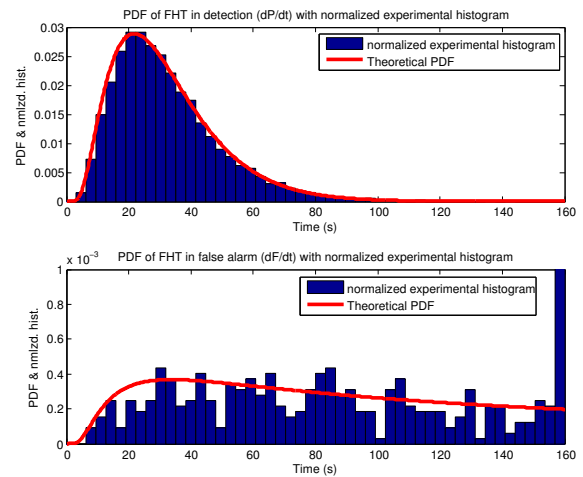 PDF of FHT in detection (dP/dt) with normalized experimental histogram
0.03
0.025
0.02
0.015
0.01
0.005
0
PDF & nmlzd. hist.
normalized experimental histogram
Theoretical PDF
0 20 40 60 80 100 120 140 160
Time (s)
PDF of FHT in false alarm (dF/dt) with normalized experimental histogram
x 10⁻³
1
0.8
0.6
0.4
0.2
0
PDF & nmlzd. hist.
normalized experimental histogram
Theoretical PDF
0 20 40 60 80 100 120 140 160
Time (s)